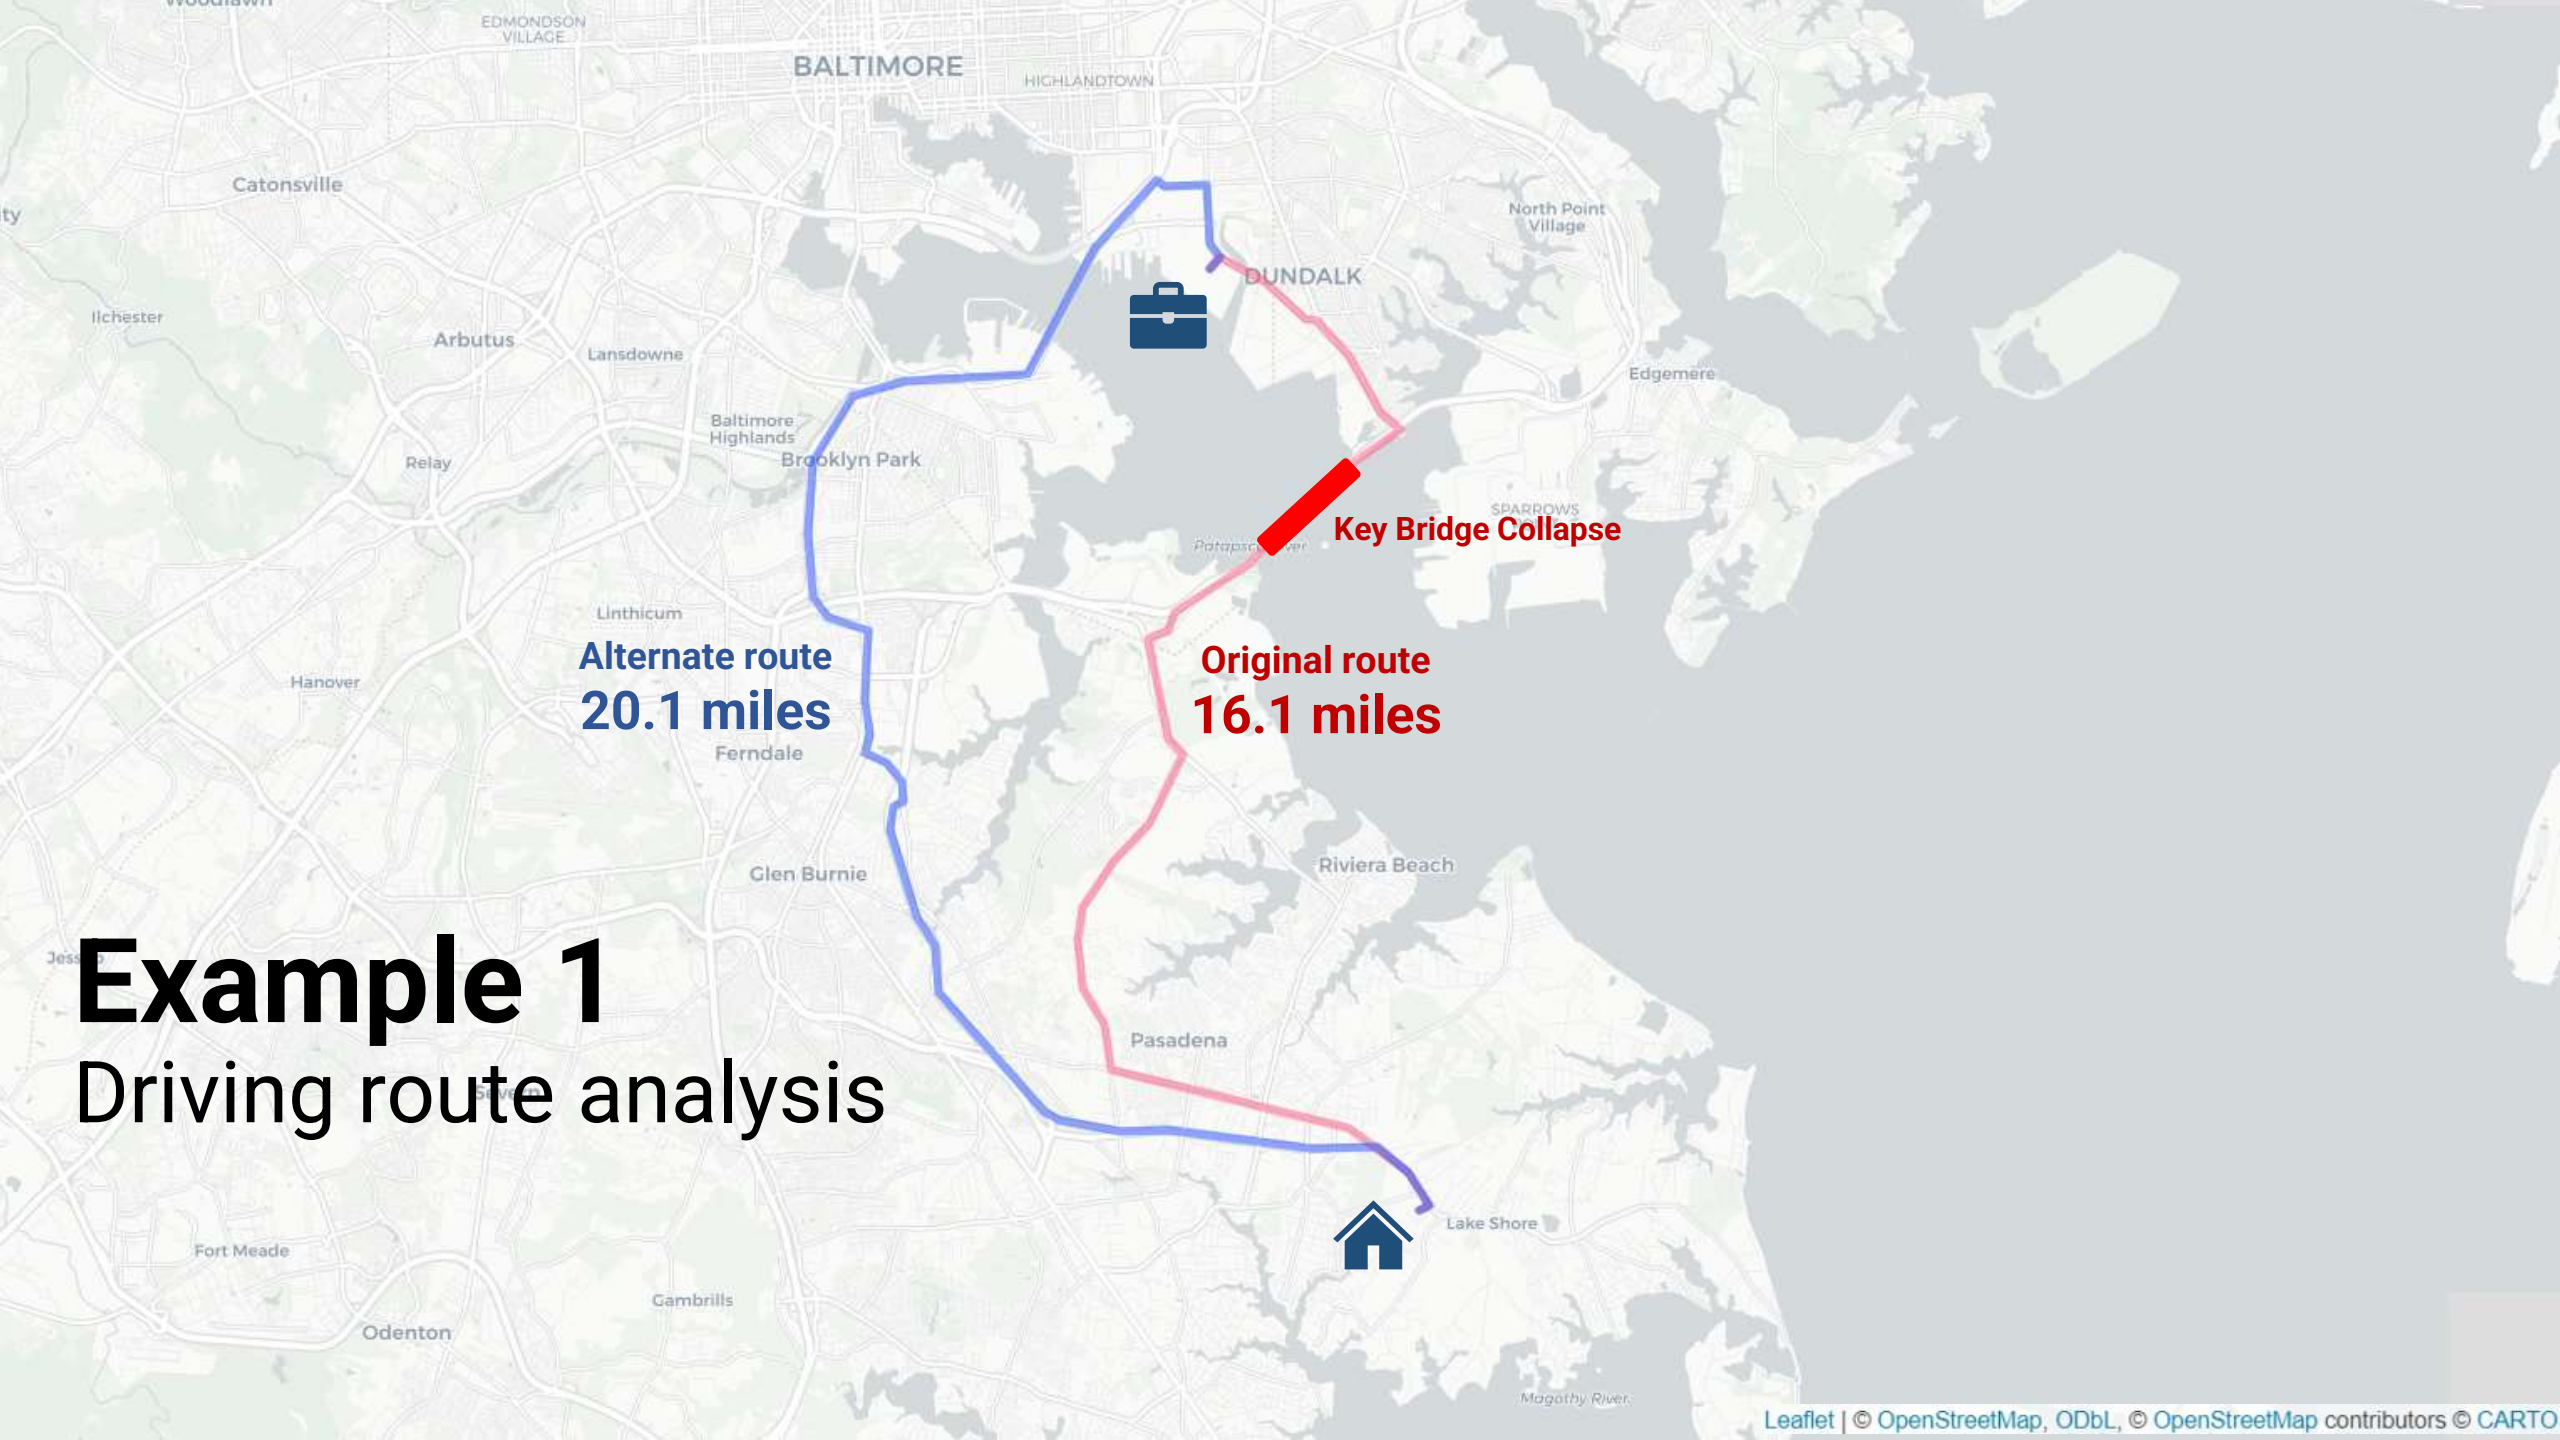 Woodlawn
EDMONDSON
VILLAGE
BALTIMORE
HIGHLANDTOWN
Catonsville
ty
North Point
Village
DUNDALK
Ilchester
Arbutus
Lansdowne
Edgemere
Baltimore
Highlands
Brooklyn Park
Relay
SPARROWS
Key Bridge Collapse
Linthicum
Alternate route
20.1 miles
Original route
16.1 miles
Hanover
Ferndale
Glen Burnie
Riviera Beach
Example 1
Driving route analysis
Pasadena
Lake Shore
Fort Meade
Gambrills
Odenton
Magothy River
Leaflet | © OpenStreetMap, ODbL, © OpenStreetMap contributors © CARTO